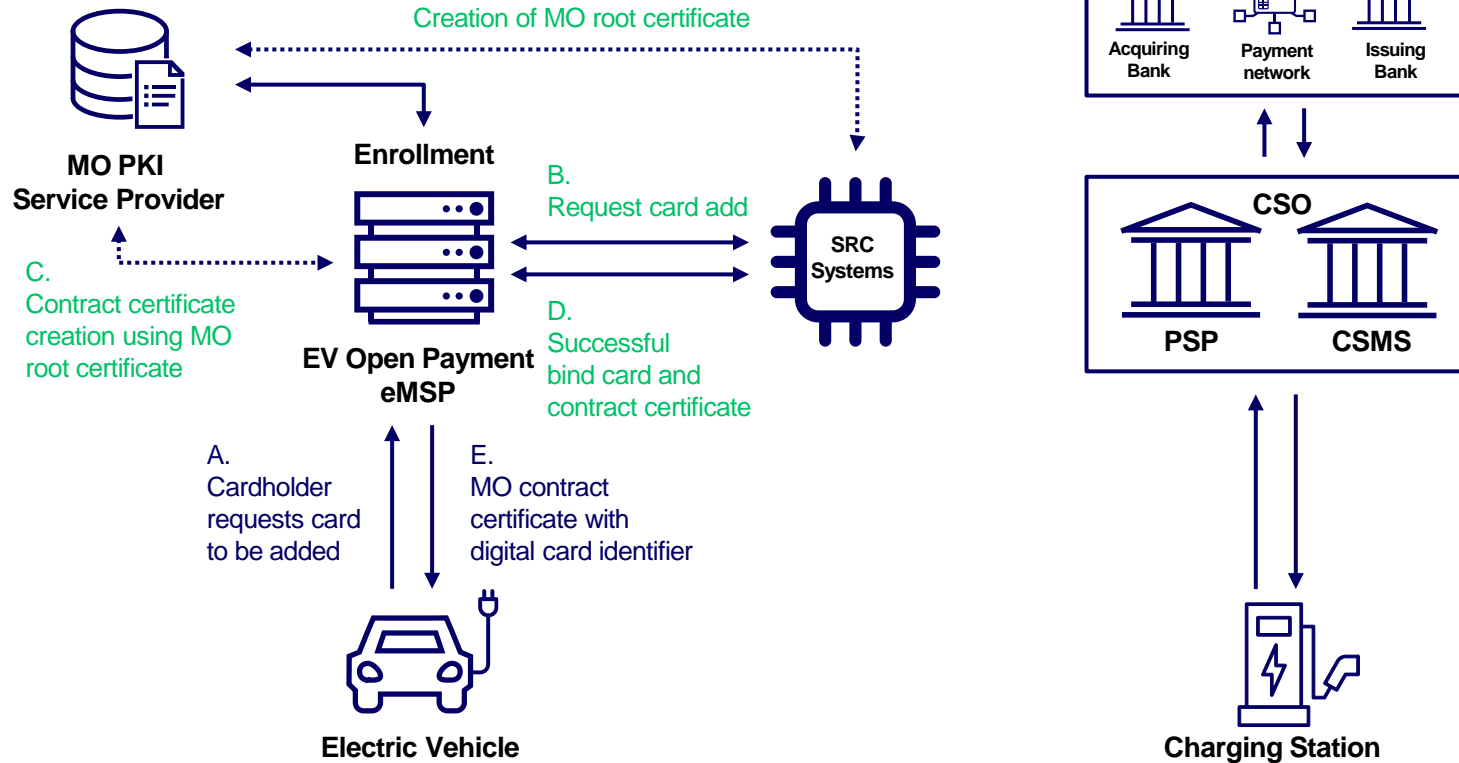 Creation of MO root certificate
Acquiring
Bank
Payment
network
Issuing
Bank
MO PKI
Service Provider
Enrollment
B.
Request card add
SRC
Systems
C.
Contract certificate
creation using MO
root certificate
D.
Successful
bind card and
contract certificate
EV Open Payment
eMSP
CSO
PSP
CSMS
A.
Cardholder
requests card
to be added
E.
MO contract
certificate with
digital card identifier
Electric Vehicle
Charging Station